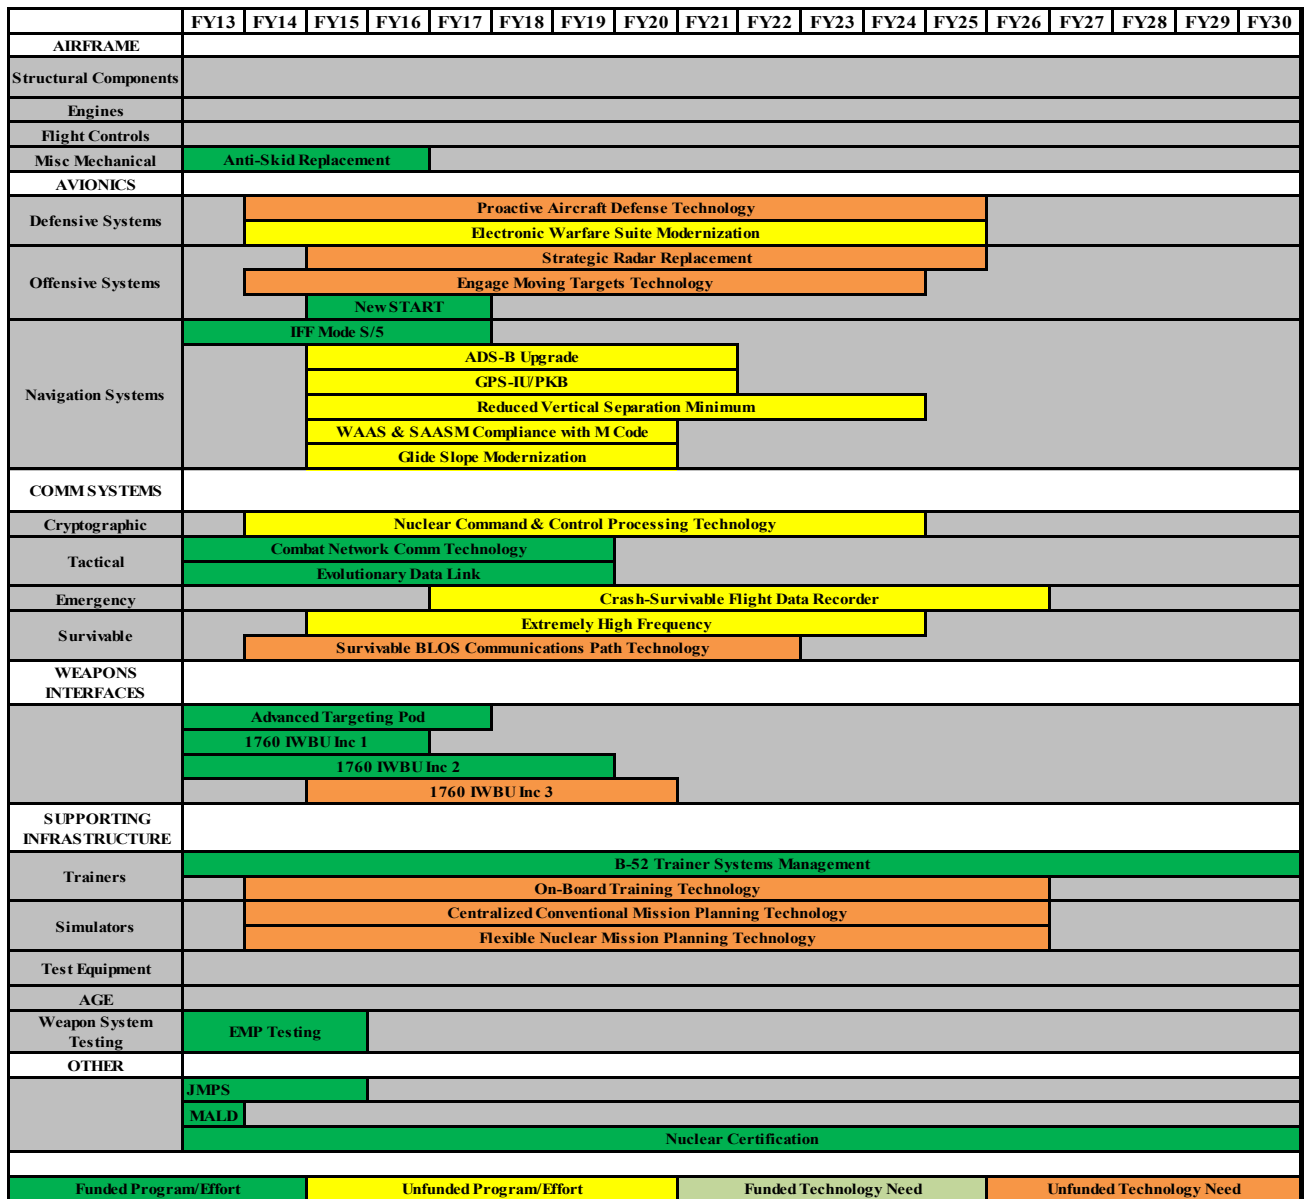 FY13 FY14 FY15 FY16 FY17 FY18 FY19 FY20 FY21 FY22 FY23 FY24 FY25 FY26 FY27 FY28 FY29 FY30
AIRFRAME
Structural Components
Engines
Flight Controls
Misc Mechanical Anti-Skid Replacement
AVIONICS
Defensive Systems
Proactive Aircraft Defense Technology
Electronic Warfare Suite Modernization
Offensive Systems
Strategic Radar Replacement
Engage Moving Targets Technology
New START
Navigation Systems
IFF Mode S/5
ADS-B Upgrade
GPS-IU/PKB
Reduced Vertical Separation Minimum
WAAS & SAASM Compliance with M Code
Glide Slope Modernization
COMM SYSTEMS
Cryptographic Nuclear Command & Control Processing Technology
Tactical
Combat Network Comm Technology
Evolutionary Data Link
Emergency Crash-Survivable Flight Data Recorder
Survivable
Extremely High Frequency
Survivable BLOS Communications Path Technology
WEAPONS
INTERFACES
Advanced Targeting Pod
1760 IWBU Inc 1
1760 IWBU Inc 2
1760 IWBU Inc 3
SUPPORTING
INFRASTRUCTURE
Trainers
B-52 Trainer Systems Management
On-Board Training Technology
Simulators
Centralized Conventional Mission Planning Technology
Flexible Nuclear Mission Planning Technology
Test Equipment
AGE
Weapon System
Testing
EMP Testing
OTHER
JMPS
MALD
Nuclear Certification
Funded Program/Effort Unfunded Program/Effort Funded Technology Need Unfunded Technology Need